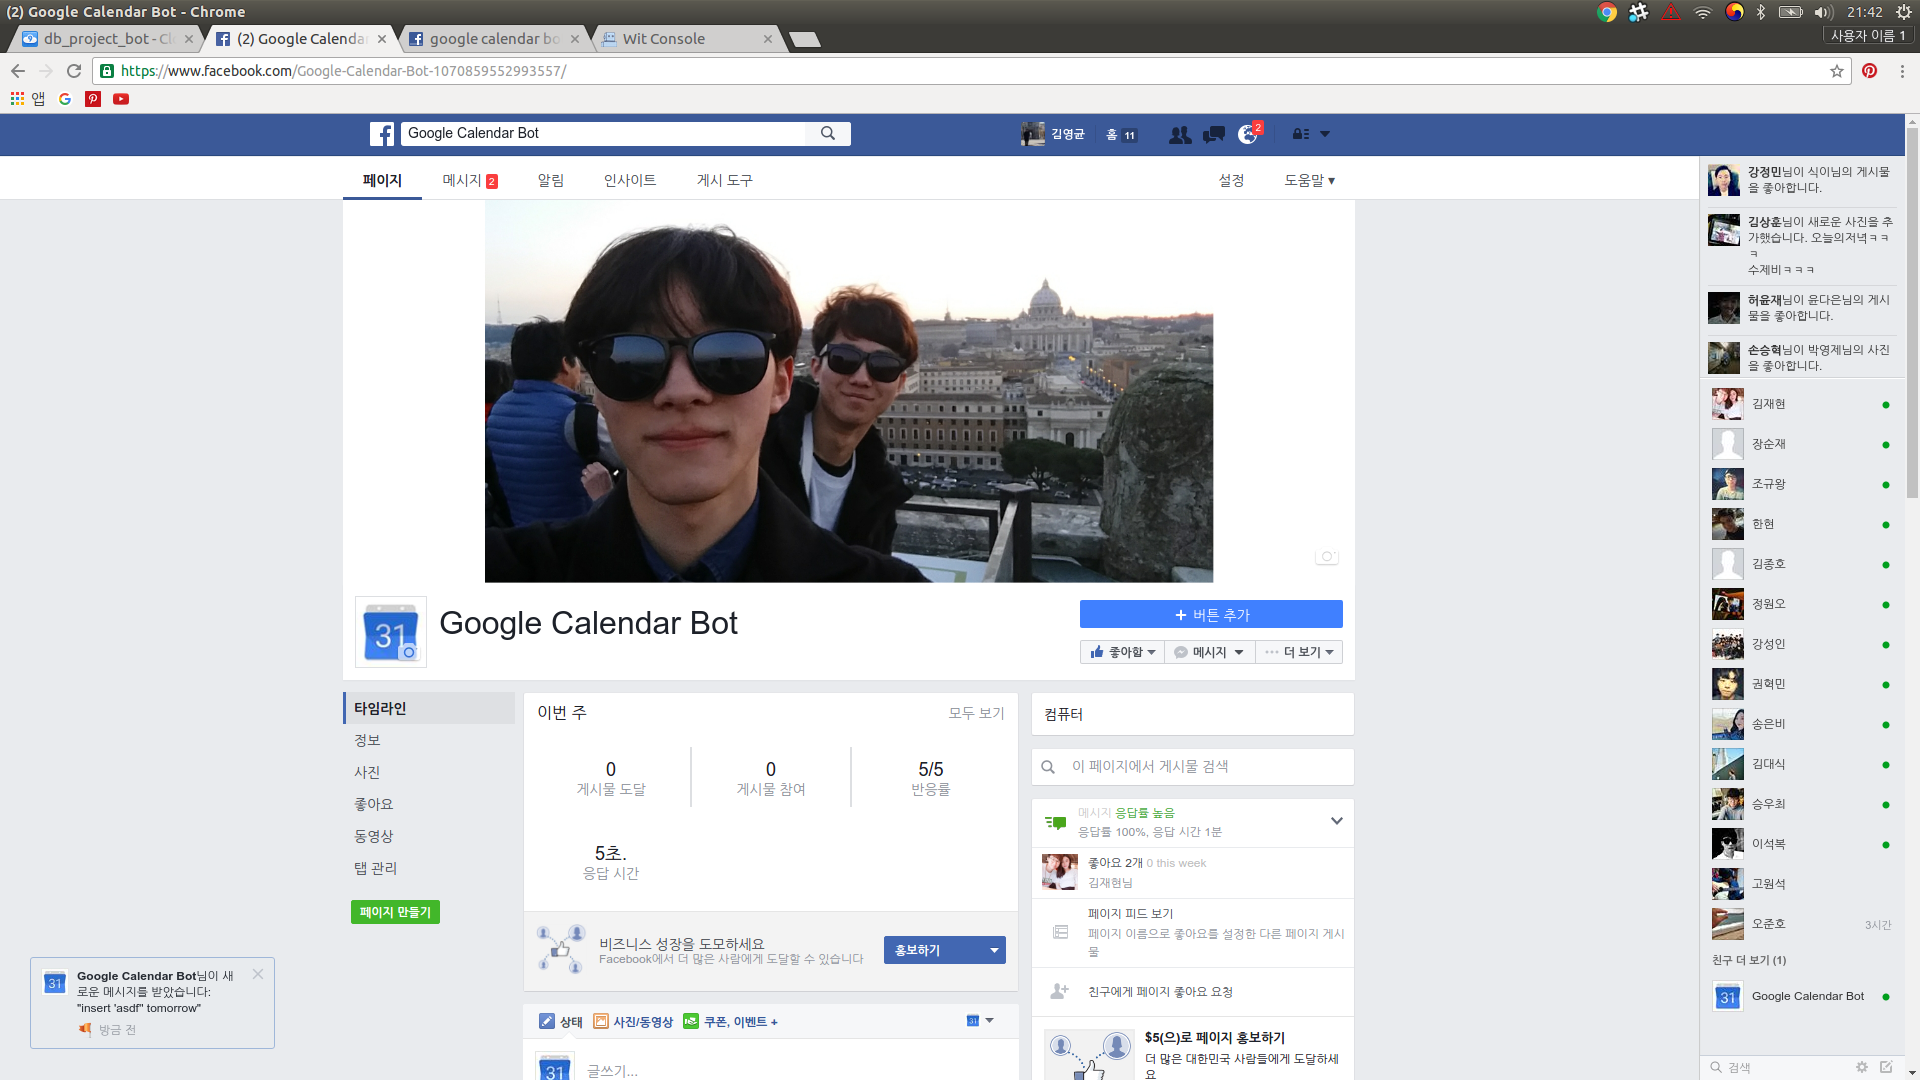 (2) Google Calendar Bot - Chrome
21:42
db_project_bot - Cl
(2) Google Calenda
google calendar bo
Wit Console
사용자 이름 1
https://www.facebook.com/Google-Calendar-Bot-1070859552993557/
앱
Google Calendar Bot
김영균
홈 11
2
페이지
메시지 2
알림
인사이트
게시 도구
설정
도움말 ▾
31
Google Calendar Bot
+ 버튼 추가
좋아함
메시지
더 보기
타임라인
정보
사진
좋아요
동영상
탭 관리
페이지 만들기
이번 주
모두 보기
0
게시물 도달
0
게시물 참여
5/5
반응률
5초.
응답 시간
비즈니스 성장을 도모하세요
Facebook에서 더 많은 사람에게 도달할 수 있습니다
홍보하기
상태
사진/동영상
쿠폰, 이벤트 +
31
31
글쓰기...
컴퓨터
이 페이지에서 게시물 검색
메시지 응답률 높음
응답률 100%, 응답 시간 1분
좋아요 2개 0 this week
김재현님
페이지 피드 보기
페이지 이름으로 좋아요를 설정한 다른 페이지 게시
물
친구에게 페이지 좋아요 요청
$5(으)로 페이지 홍보하기
더 많은 대한민국 사람들에게 도달하세
요
31
Google Calendar Bot님이 새
로운 메시지를 받았습니다:
"insert 'asdf' tomorrow"
방금 전
강정민님이 식이님의 게시물
을 좋아합니다.
김상훈님이 새로운 사진을 추
가했습니다. 오늘의저녁ㅋㅋ
ㅋ
수제비ㅋㅋㅋ
허윤재님이 윤다은님의 게시
물을 좋아합니다.
손승혁님이 박영제님의 사진
을 좋아합니다.
김재현
장순재
조규왕
한현
김종호
정원오
강성인
권혁민
송은비
김대식
승우최
이석복
고원석
오준호
3시간
친구 더 보기 (1)
31
Google Calendar Bot
검색